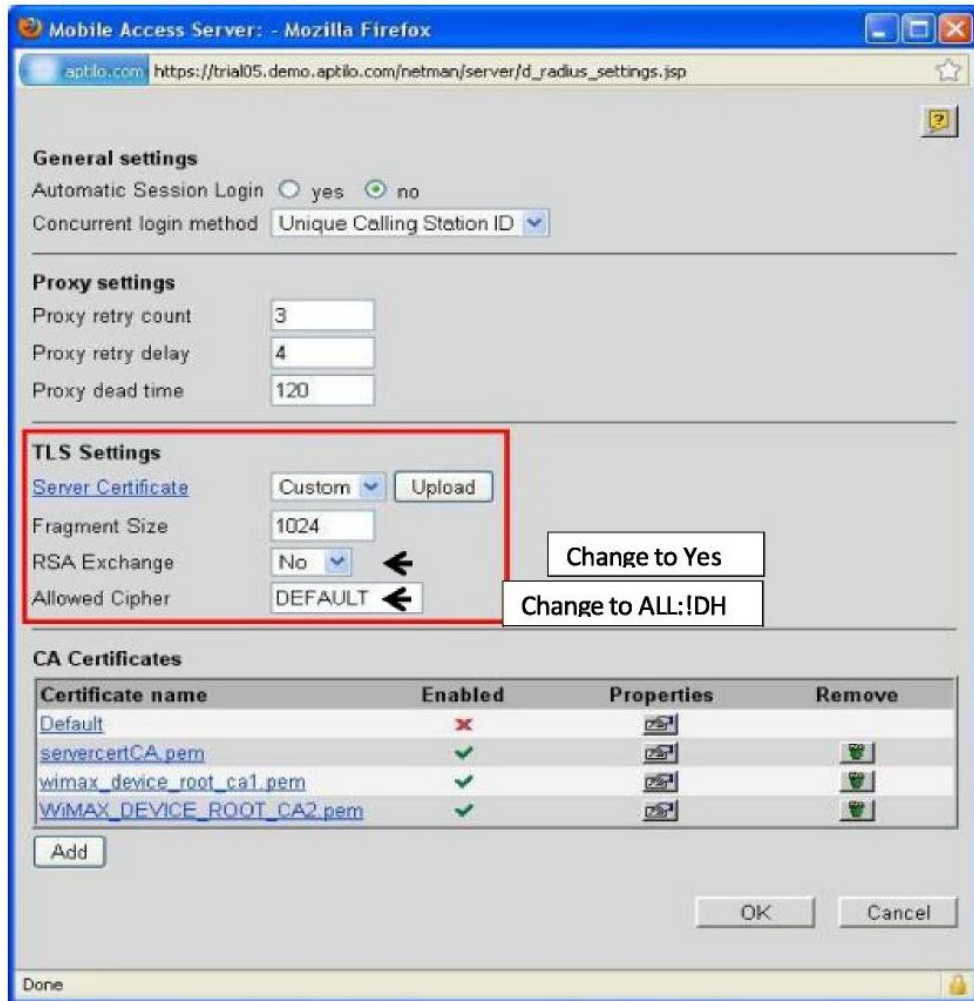 Mobile Access Server: - Mozilla Firefox
aptilo.com https://trial05.demo.aptilo.com/netman/server/d_radius_settings.jsp
?
General settings
Automatic Session Login yes no
Concurrent login method Unique Calling Station ID
Proxy settings
Proxy retry count 3
Proxy retry delay 4
Proxy dead time 120
TLS Settings
Server Certificate Custom Upload
Fragment Size 1024
RSA Exchange No Change to Yes
Allowed Cipher DEFAULT Change to ALL:!DH
CA Certificates
Certificate name Enabled Properties Remove
Default
servercertCA.pem
wimax_device_root_ca1.pem
WiMAX_DEVICE_ROOT_CA2.pem
Add
OK Cancel
Done